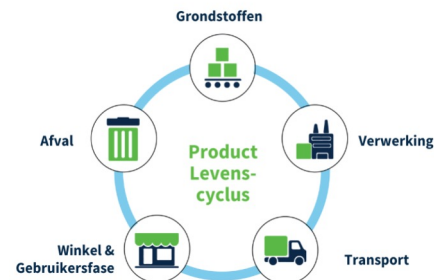 Grondstoffen
Verwerking
Transport
Winkel &
Gebruikersfase
Afval
Product
Levens-
cyclus